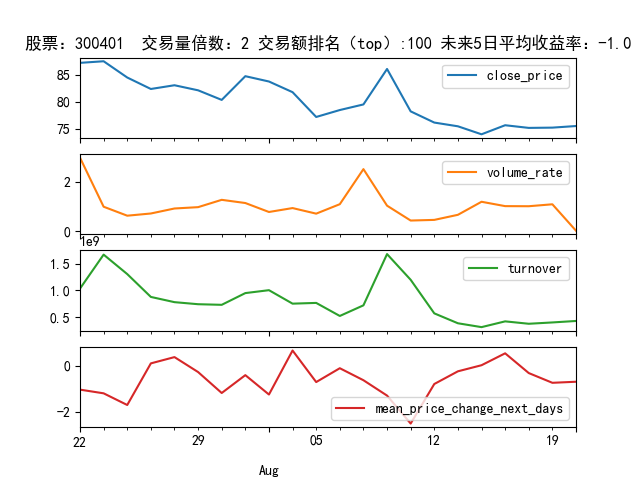 股票：300401  交易量倍数：2 交易额排名（top）:100 未来5日平均收益率：-1.0
85
80
75
close_price
2
0
volume_rate
1e9
1.5
1.0
0.5
turnover
0
-2
mean_price_change_next_days
22 29 05 12 19
Aug